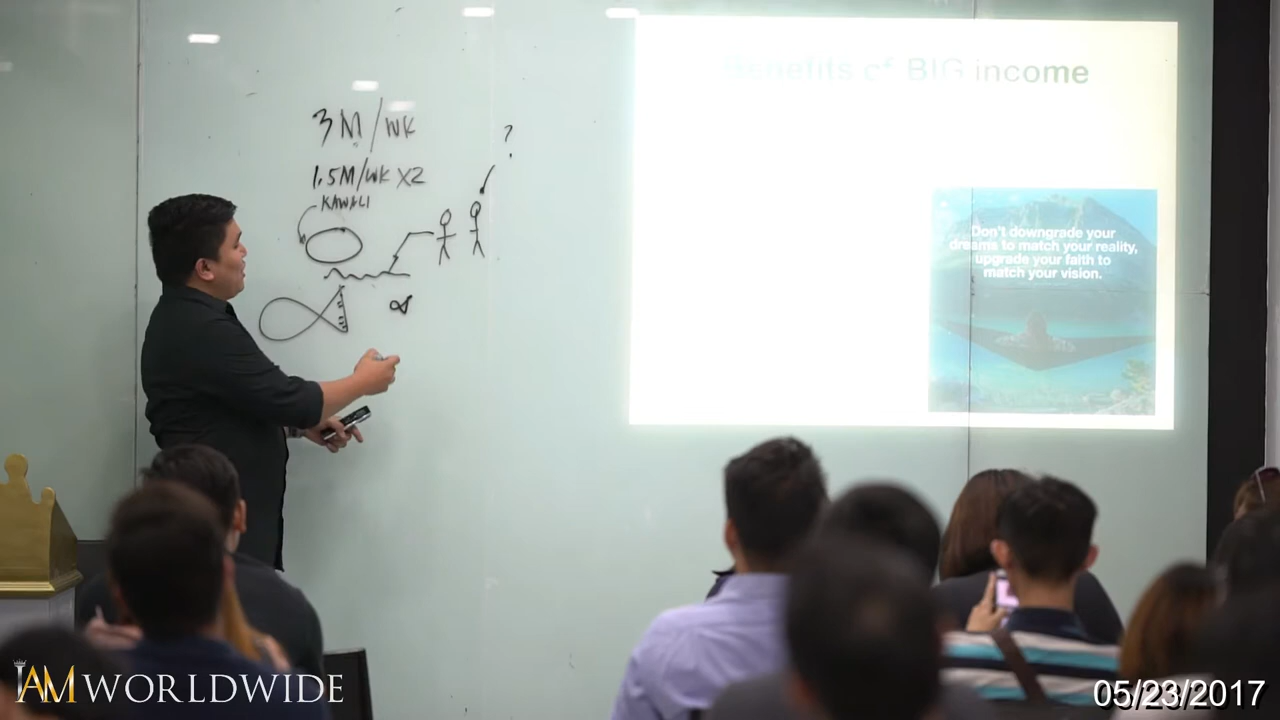 3M/WK
1.5M/WK X2
KAWALI
?
Benefits of BIG income
Don't downgrade your
dreams to match your reality,
upgrade your faith to
match your vision.
IAM WORLDWIDE
05/23/2017